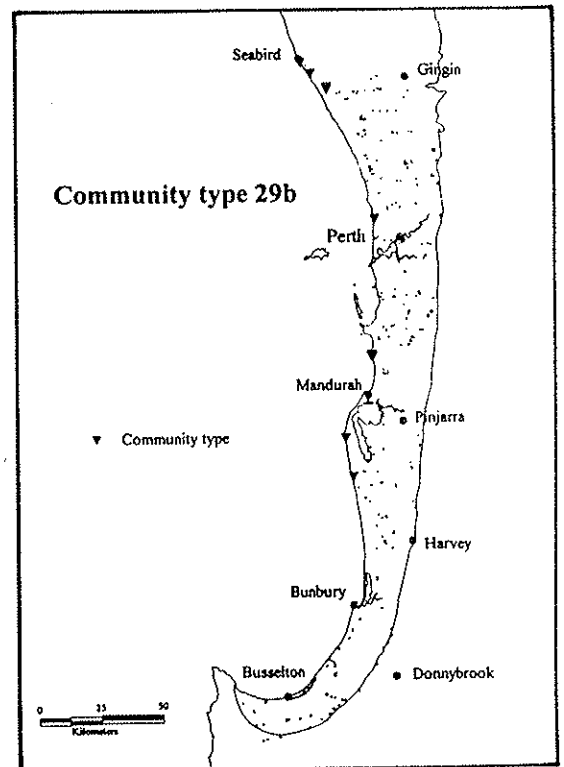 Seabird
Gingin
Community type 29b
Perth
Mandurah
Pinjarra
Community type
Harvey
Bunbury
Busselton
Donnybrook
0 25 50
Kilometers